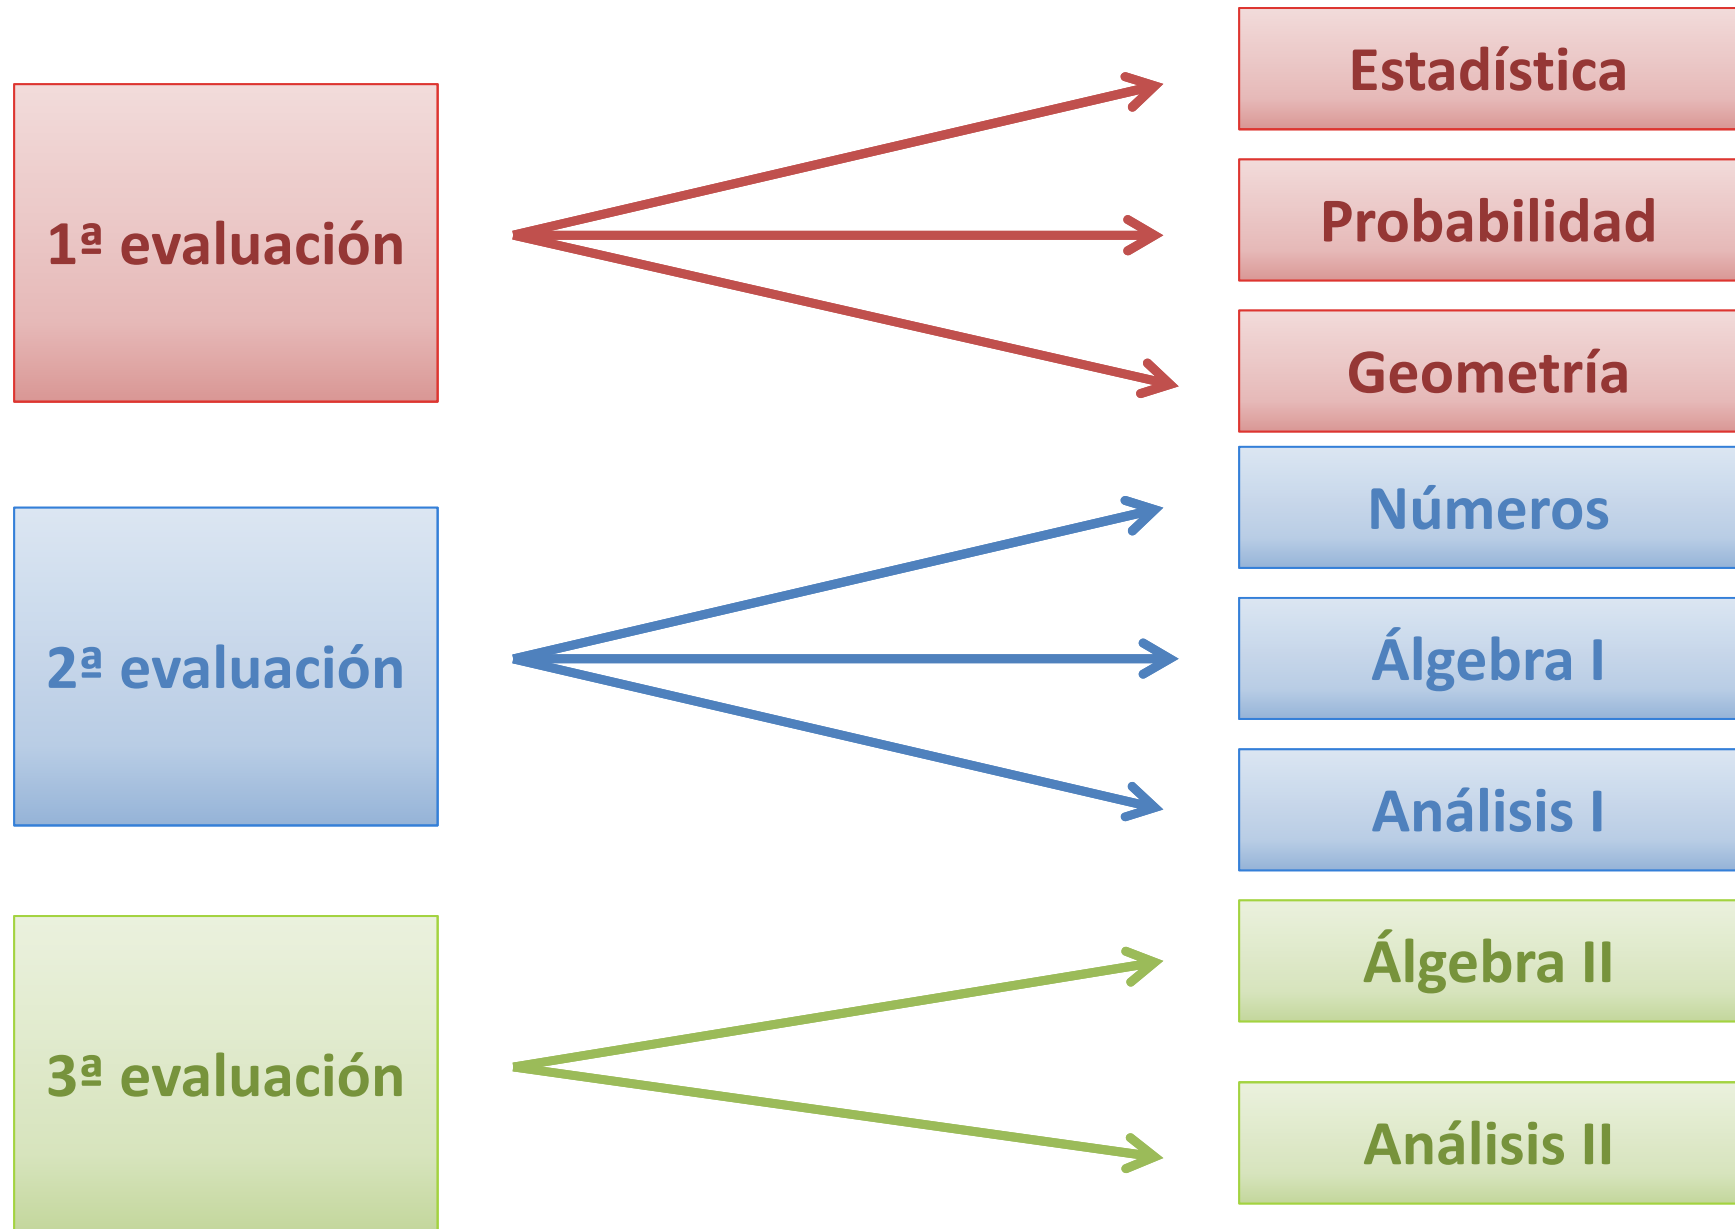 1ª evaluación
Estadística
Probabilidad
Geometría
2ª evaluación
Números
Álgebra I
Análisis I
3ª evaluación
Álgebra II
Análisis II